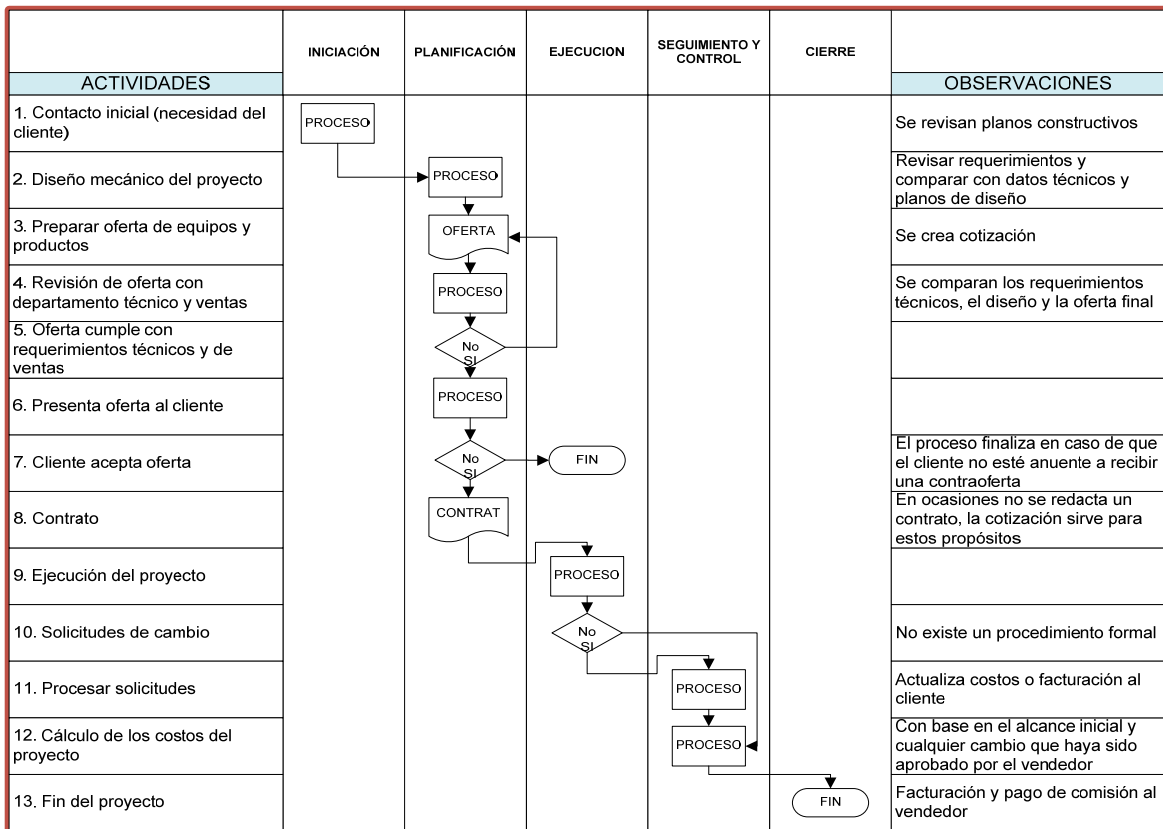 INICIACIÓN
PLANIFICACIÓN
EJECUCION
SEGUIMIENTO Y
CONTROL
CIERRE
ACTIVIDADES
OBSERVACIONES
1. Contacto inicial (necesidad del
cliente)
PROCESO
Se revisan planos constructivos
2. Diseño mecánico del proyecto
PROCESO
Revisar requerimientos y
comparar con datos técnicos y
planos de diseño
3. Preparar oferta de equipos y
productos
OFERTA
Se crea cotización
4. Revisión de oferta con
departamento técnico y ventas
PROCESO
Se comparan los requerimientos
técnicos, el diseño y la oferta final
5. Oferta cumple con
requerimientos técnicos y de
ventas
No
SI
6. Presenta oferta al cliente
PROCESO
7. Cliente acepta oferta
No
SI
FIN
El proceso finaliza en caso de que
el cliente no esté anuente a recibir
una contraoferta
8. Contrato
CONTRAT
En ocasiones no se redacta un
contrato, la cotización sirve para
estos propósitos
9. Ejecución del proyecto
PROCESO
10. Solicitudes de cambio
No
SI
No existe un procedimiento formal
11. Procesar solicitudes
PROCESO
Actualiza costos o facturación al
cliente
12. Cálculo de los costos del
proyecto
PROCESO
Con base en el alcance inicial y
cualquier cambio que haya sido
aprobado por el vendedor
13. Fin del proyecto
FIN
Facturación y pago de comisión al
vendedor